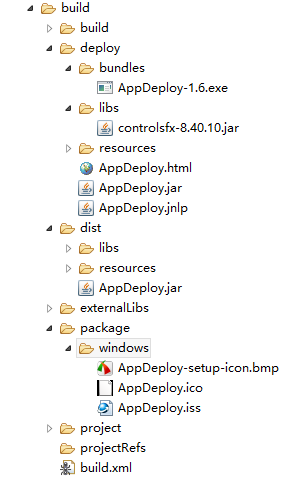 build
build
deploy
bundles
AppDeploy-1.6.exe
libs
controlsfx-8.40.10.jar
resources
AppDeploy.html
AppDeploy.jar
AppDeploy.jnlp
dist
libs
resources
AppDeploy.jar
externalLibs
package
windows
AppDeploy-setup-icon.bmp
AppDeploy.ico
AppDeploy.iss
project
projectRefs
build.xml